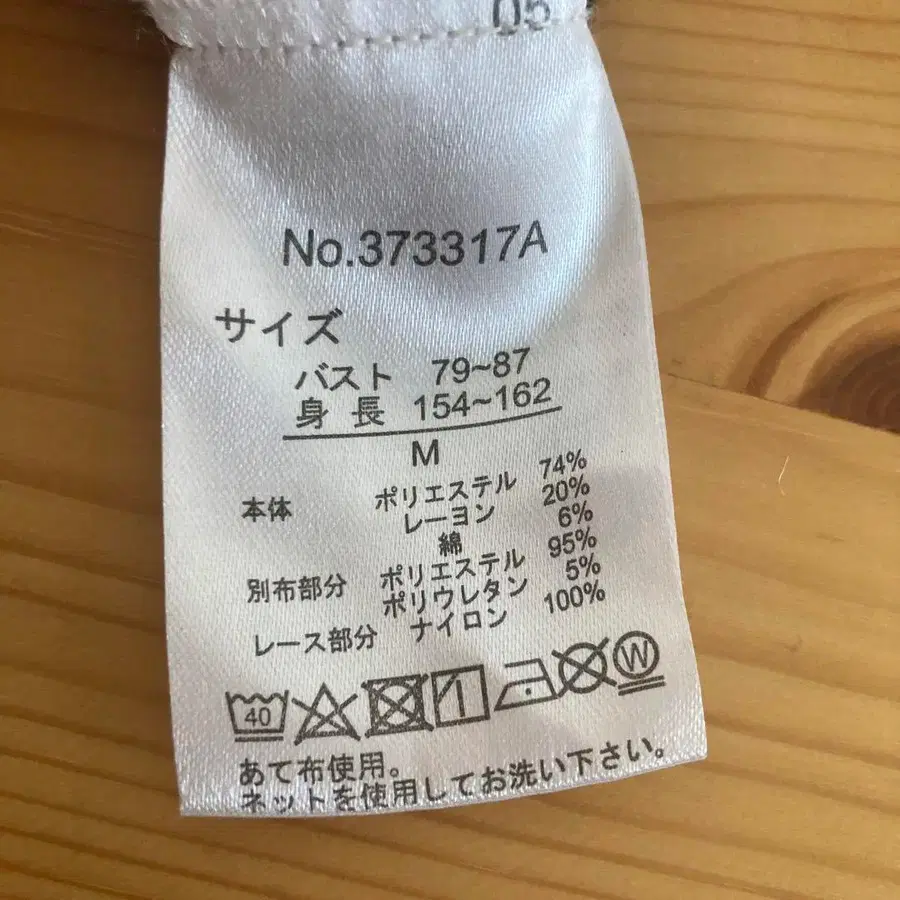 05
No.373317A
サイズ
バスト 79~87
身長 154~162
M
本体 ポリエステル 74%
レーヨン 20%
綿 6%
別布部分 ポリエステル 95%
ポリウレタン 5%
レース部分 ナイロン 100%
40 W
あて布使用。
ネットを使用してお洗い下さい。